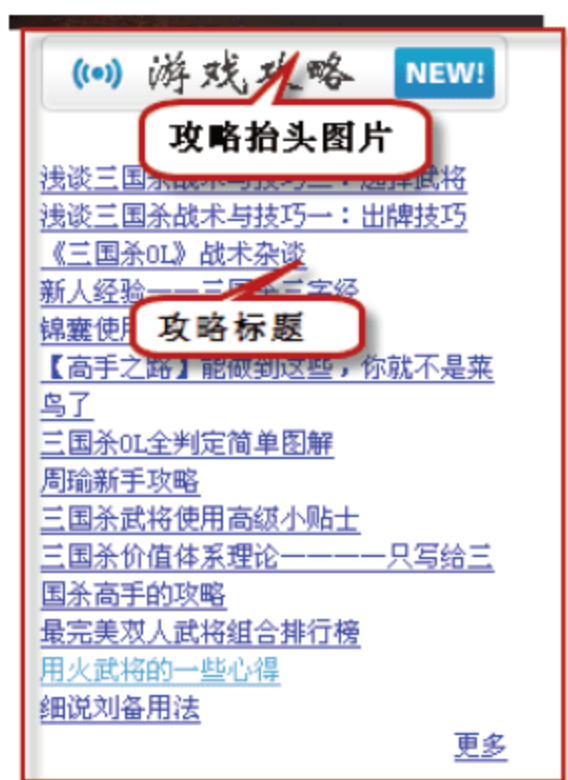 游戏攻略 NEW!
攻略抬头图片
浅谈三国杀战术与技巧二：选择武将
浅谈三国杀战术与技巧一：出牌技巧
《三国杀OL》战术杂谈
新人经验——三国杀三字经
锦囊使用
攻略标题
【高手之路】能做到这些，你就不是菜
鸟了
三国杀OL全判定简单图解
周瑜新手攻略
三国杀武将使用高级小贴士
三国杀价值体系理论————只写给三
国杀高手的攻略
最完美双人武将组合排行榜
用火武将的一些心得
细说刘备用法
更多